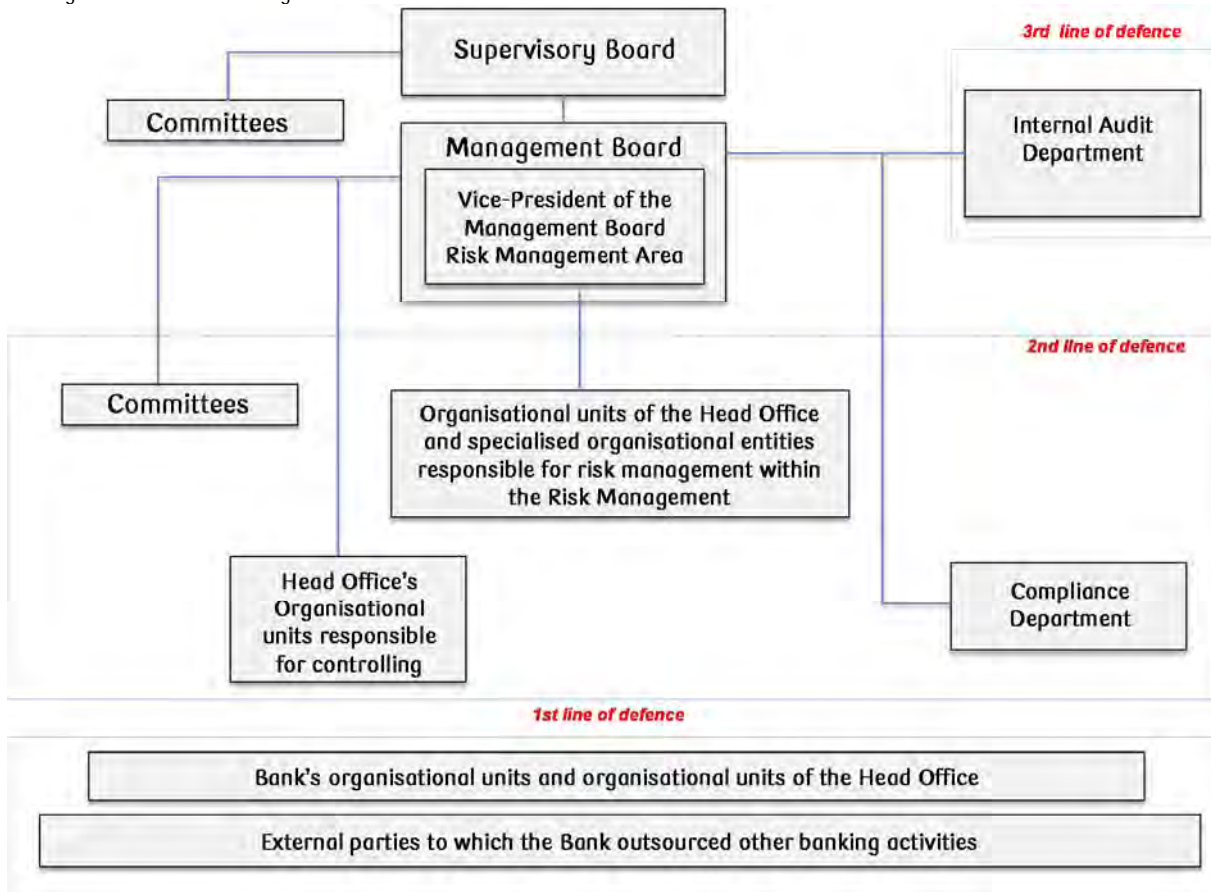 Supervisory Board
3rd line of defence
Committees
Internal Audit
Department
Management Board
Vice-President of the
Management Board
Risk Management Area
2nd line of defence
Committees
Organisational units of the Head Office
and specialised organisational entities
responsible for risk management within
the Risk Management
Head Office's
Organisational
units responsible
for controlling
Compliance
Department
1st line of defence
Bank's organisational units and organisational units of the Head Office
External parties to which the Bank outsourced other banking activities